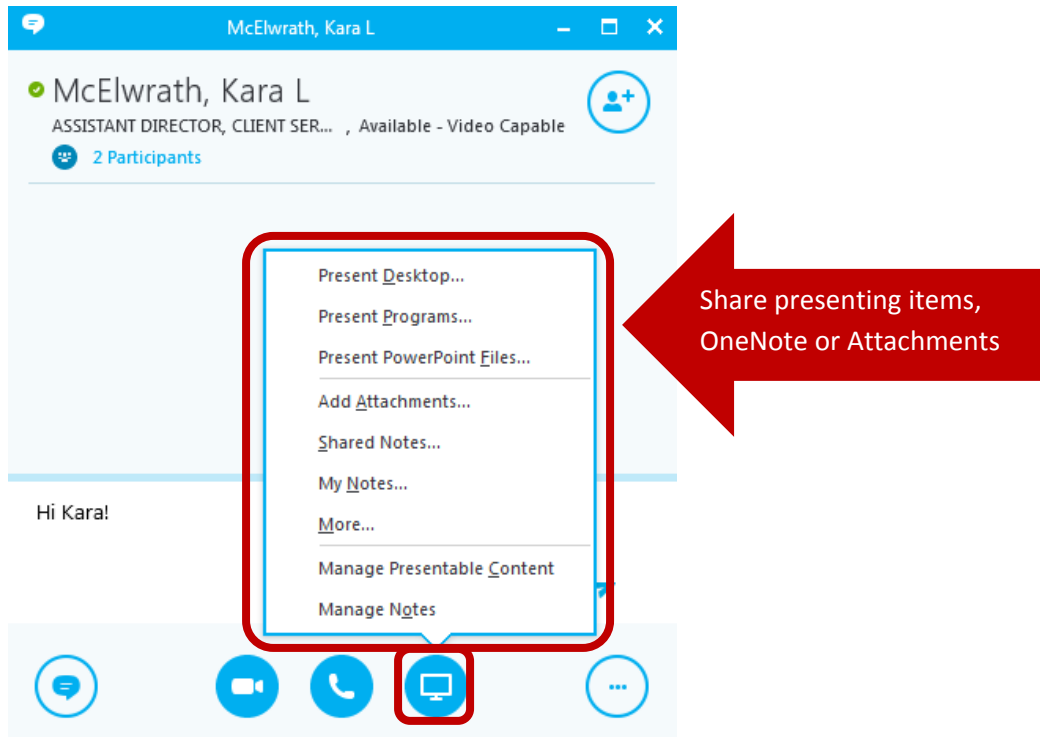 McElwrath, Kara L
McElwrath, Kara L
ASSISTANT DIRECTOR, CLIENT SER... , Available - Video Capable
2 Participants
Present Desktop...
Present Programs...
Present PowerPoint Files...
Add Attachments...
Shared Notes...
My Notes...
More...
Manage Presentable Content
Manage Notes
Share presenting items,
OneNote or Attachments
Hi Kara!